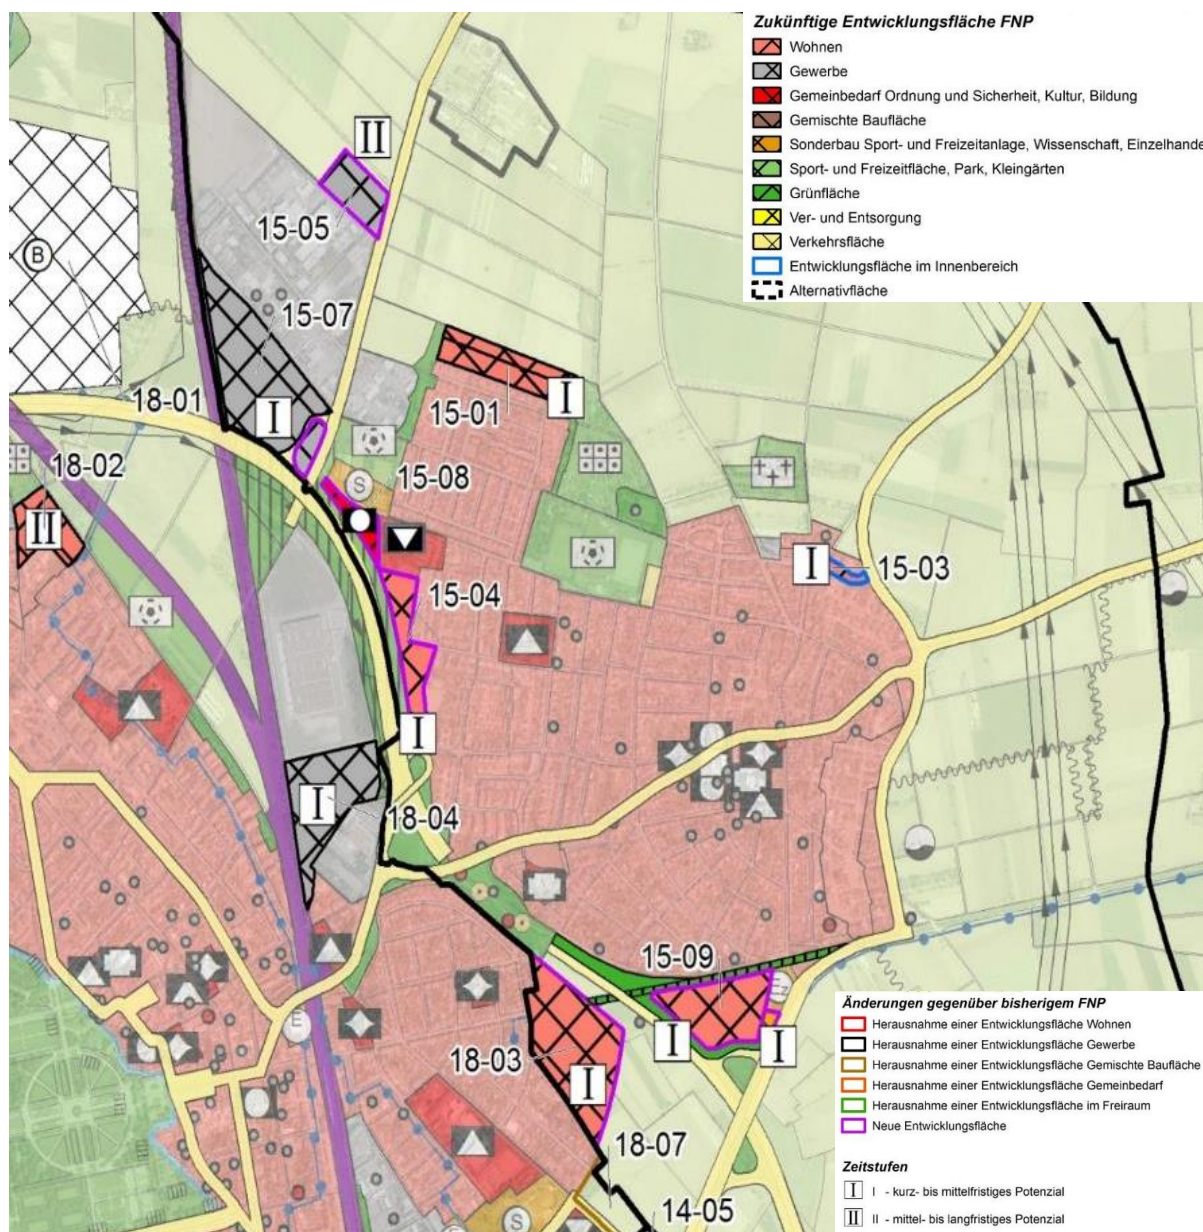 Zukünftige Entwicklungsfläche FNP
Wohnen
Gewerbe
Gemeinbedarf Ordnung und Sicherheit, Kultur, Bildung
Gemischte Baufläche
Sonderbau Sport- und Freizeitanlage, Wissenschaft, Einzelhande
Sport- und Freizeitfläche, Park, Kleingärten
Grünfläche
Ver- und Entsorgung
Verkehrsfläche
Entwicklungsfläche im Innenbereich
Alternativfläche
II
15-05
B
15-07
18-01
I
15-01
I
18-02
II
15-08
S
I
15-03
15-04
I
I
18-04
15-09
Ez
I
I
18-03
I
E
18-07
14-05
S
Änderungen gegenüber bisherigem FNP
Herausnahme einer Entwicklungsfläche Wohnen
Herausnahme einer Entwicklungsfläche Gewerbe
Herausnahme einer Entwicklungsfläche Gemischte Baufläche
Herausnahme einer Entwicklungsfläche Gemeinbedarf
Herausnahme einer Entwicklungsfläche im Freiraum
Neue Entwicklungsfläche
Zeitstufen
I I - kurz- bis mittelfristiges Potenzial
II II - mittel- bis langfristiges Potenzial